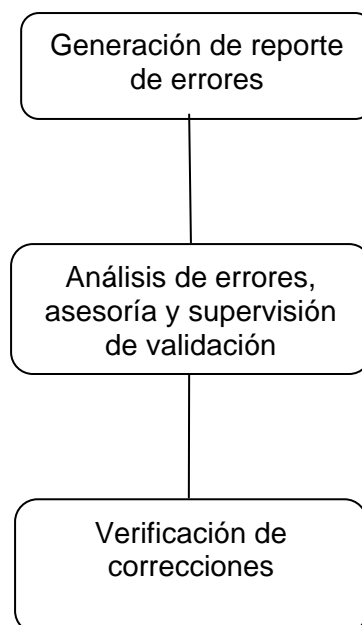 Generación de reporte
de errores
Análisis de errores,
asesoría y supervisión
de validación
Verificación de
correcciones